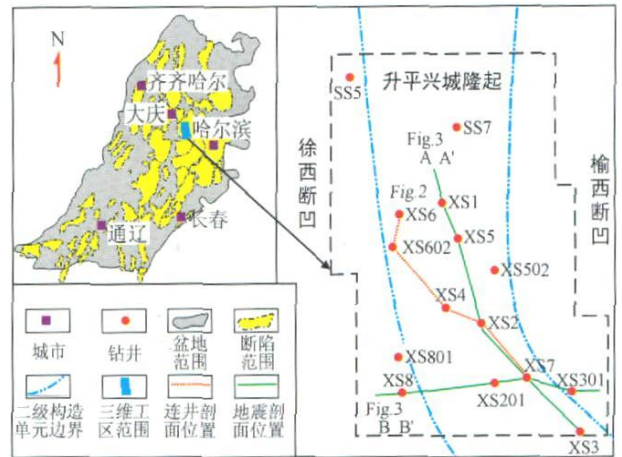 N
齐齐哈尔
大庆
哈尔滨
长春
通辽
城市
钻井
盆地
范围
断陷
范围
二级构造
单元边界
三维工
区范围
连井剖
面位置
地震剖
面位置
升平兴城隆起
徐西断凹
榆西断凹
SS5
SS7
Fig.3
A A'
XS1
Fig.2
XS6
XS5
XS602
XS502
XS4
XS2
XS801
XS7
XS8
XS201
XS301
Fig.3
B B'
XS3